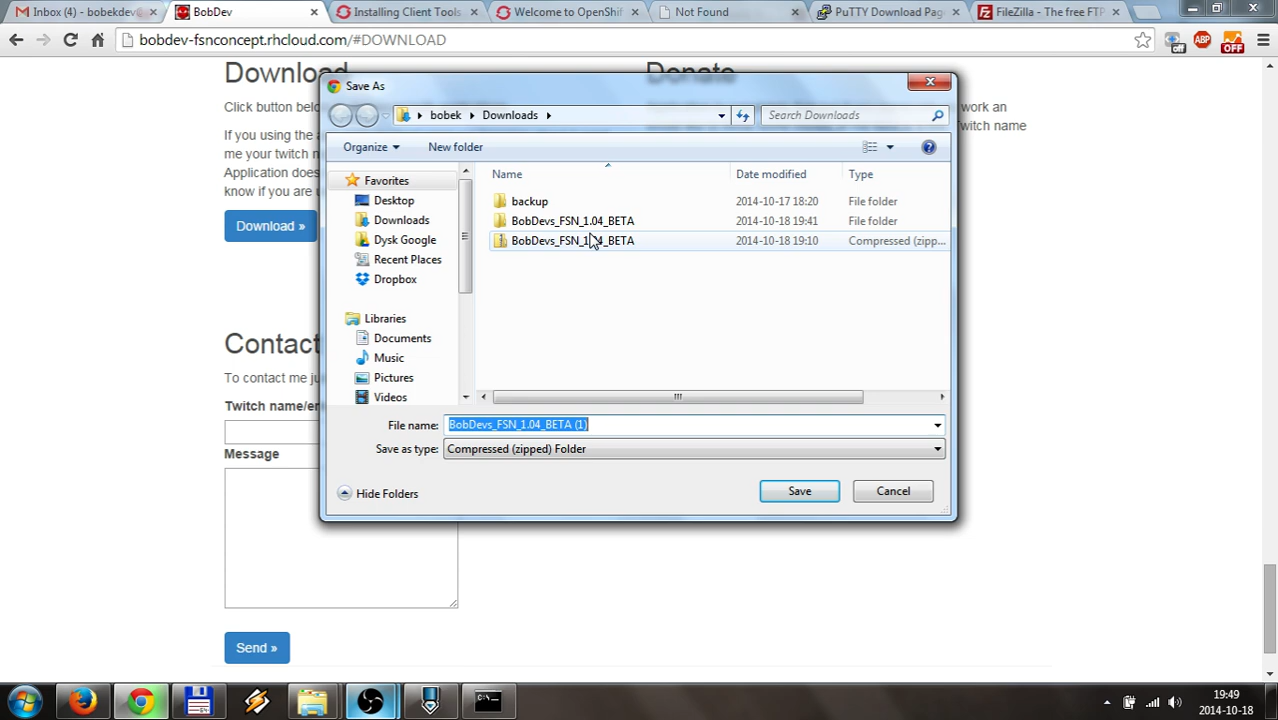 Inbox (4) - bobekdev@
BobDev
Installing Client Tools
Welcome to OpenShift
Not Found
PuTTY Download Page
FileZilla - The free FTP
bobdev-fsnconcept.rhcloud.com/#DOWNLOAD
off
ABP
OFF
Download
Donate
Save As
Click button belo
work an
bobek
Downloads
Search Downloads
If you using the a
Twitch name
me your twitch n
Organize
New folder
Application does
know if you are u
Name
Date modified
Type
Favorites
backup
2014-10-17 18:20
File folder
Desktop
BobDevs_FSN_1.04_BETA
2014-10-18 19:41
File folder
Download »
Downloads
BobDevs_FSN_1.04_BETA
2014-10-18 19:10
Compressed (zipp...
Dysk Google
Recent Places
Dropbox
Libraries
Contact
Documents
Music
To contact me ju
Pictures
Videos
Twitch name/e
File name:
BobDevs_FSN_1.04_BETA (1)
Message
Save as type:
Compressed (zipped) Folder
Hide Folders
Save
Cancel
Send »
19:49
2014-10-18